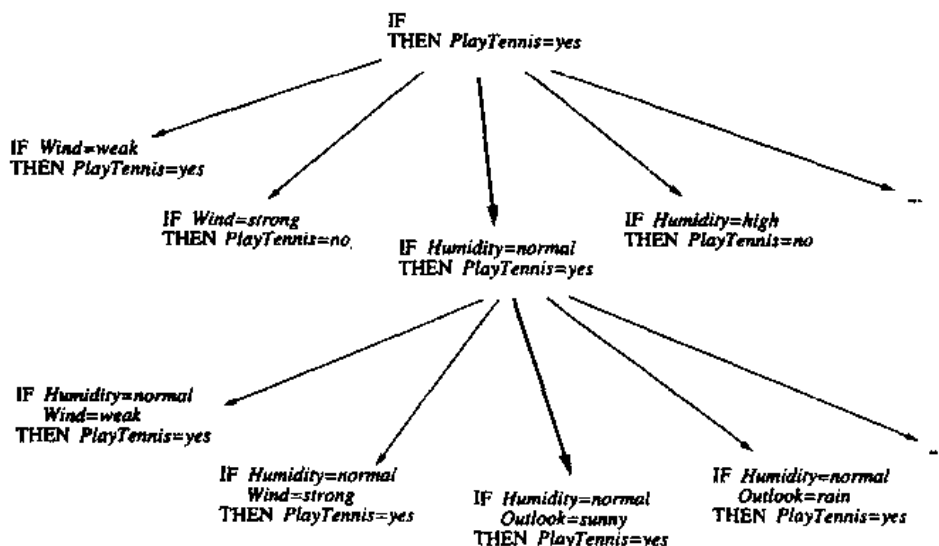 IF
THEN PlayTennis=yes
IF Wind=weak
THEN PlayTennis=yes
IF Wind=strong
THEN PlayTennis=no
IF Humidity=normal
THEN PlayTennis=yes
IF Humidity=high
THEN PlayTennis=no
...
IF Humidity=normal
Wind=weak
THEN PlayTennis=yes
IF Humidity=normal
Wind=strong
THEN PlayTennis=yes
IF Humidity=normal
Outlook=sunny
THEN PlayTennis=yes
IF Humidity=normal
Outlook=rain
THEN PlayTennis=yes
...